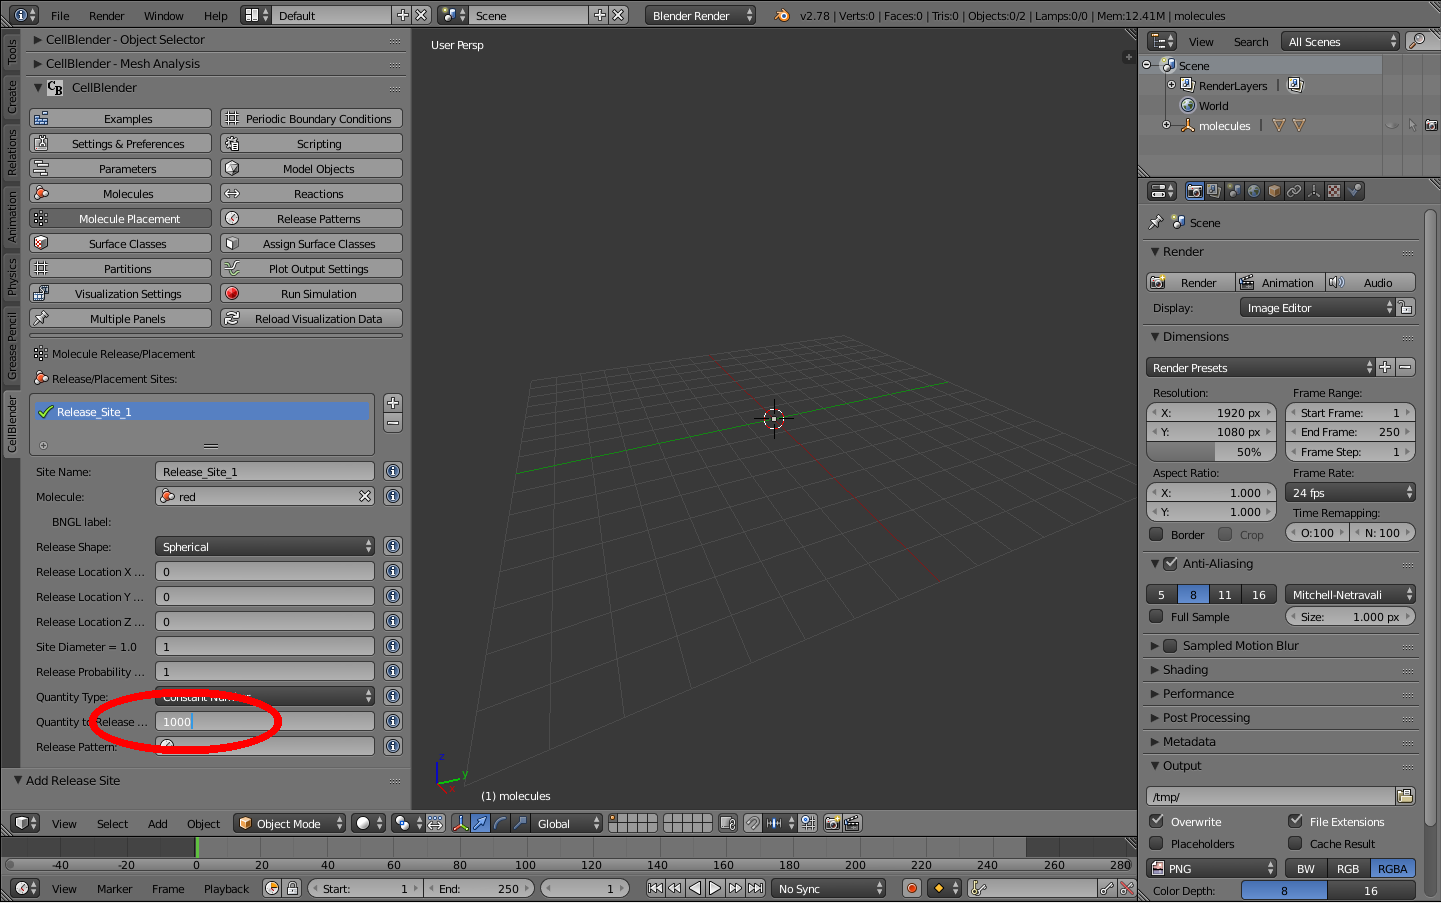 File Render Window Help Default Scene Blender Render v2.78 | Verts:0 | Faces:0 | Tris:0 | Objects:0/2 | Lamps:0/0 | Mem:12.41M | molecules
Tools
Create
Relations
Animation
Physics
Grease Pencil
CellBlender
CellBlender - Object Selector
CellBlender - Mesh Analysis
CellBlender
Examples Periodic Boundary Conditions
Settings & Preferences Scripting
Parameters Model Objects
Molecules Reactions
Molecule Placement Release Patterns
Surface Classes Assign Surface Classes
Partitions Plot Output Settings
Visualization Settings Run Simulation
Multiple Panels Reload Visualization Data
Molecule Release/Placement
Release/Placement Sites:
Release_Site_1
Site Name: Release_Site_1
Molecule: red
BNGL label:
Release Shape: Spherical
Release Location X ... 0
Release Location Y ... 0
Release Location Z ... 0
Site Diameter = 1.0 1
Release Probability ... 1
Quantity Type: Constant Number
Quantity to Release ... 1000
Release Pattern:
Add Release Site
User Persp
z
y
x
(1) molecules
View Select Add Object Object Mode Global
-40 -20 0 20 40 60 80 100 120 140 160 180 200 220 240 260 280
View Marker Frame Playback Start: 1 End: 250 1 No Sync
View Search All Scenes
Scene
RenderLayers |
World
molecules |
Scene
Render
Render Animation Audio
Display: Image Editor
Dimensions
Render Presets
Resolution: Frame Range:
X: 1920 px Start Frame: 1
Y: 1080 px End Frame: 250
50% Frame Step: 1
Aspect Ratio: Frame Rate:
X: 1.000 24 fps
Y: 1.000 Time Remapping:
Border Crop O:100 N: 100
Anti-Aliasing
5 8 11 16 Mitchell-Netravali
Full Sample Size: 1.000 px
Sampled Motion Blur
Shading
Performance
Post Processing
Metadata
Output
/tmp/
Overwrite File Extensions
Placeholders Cache Result
PNG BW RGB RGBA
Color Depth: 8 16